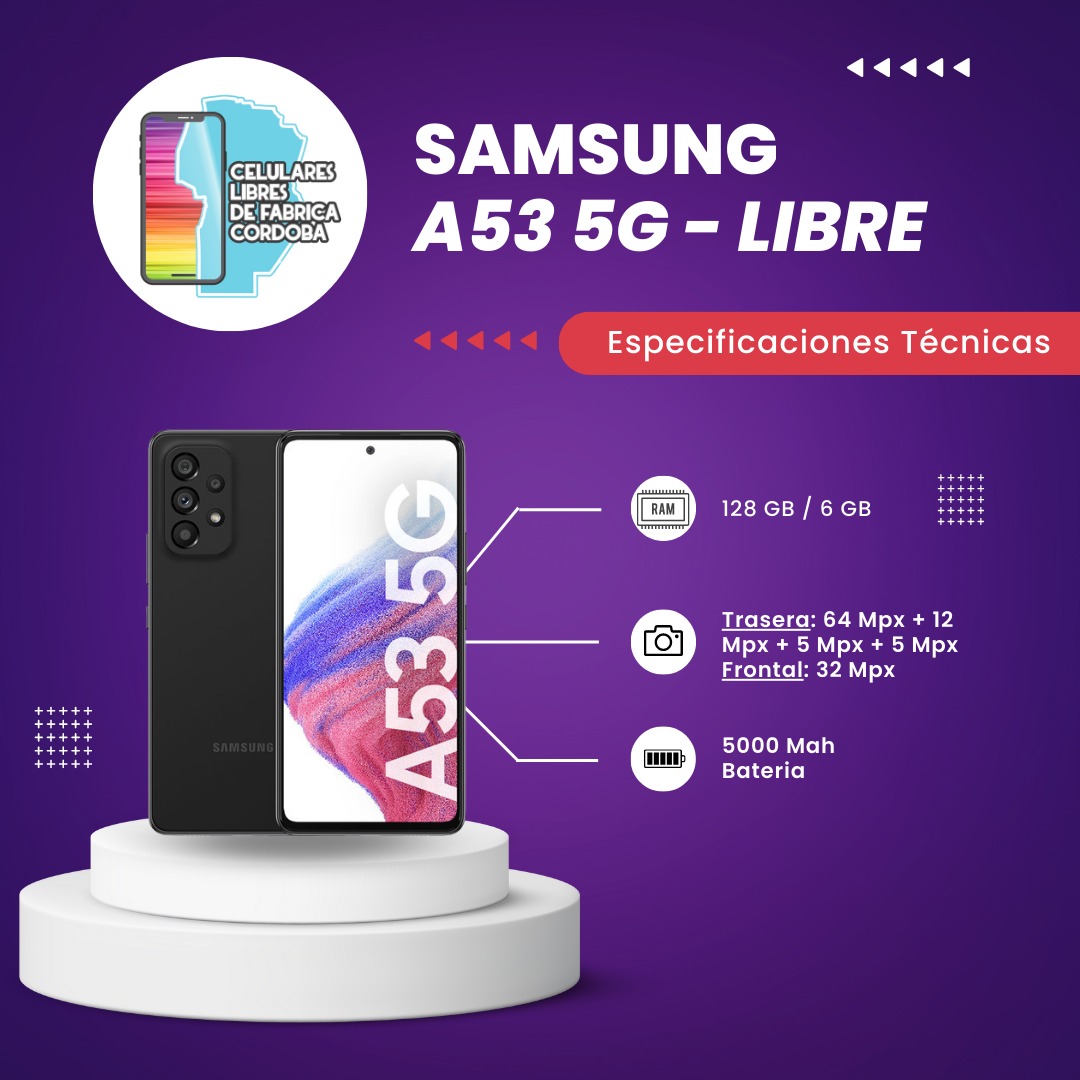 CELULARES
LIBRES
DE FABRICA
CORDOBA
SAMSUNG
A53 5G - LIBRE
Especificaciones Técnicas
A53 5G
SAMSUNG
RAM
128 GB / 6 GB
Trasera: 64 Mpx + 12
Mpx + 5 Mpx + 5 Mpx
Frontal: 32 Mpx
5000 Mah
Bateria